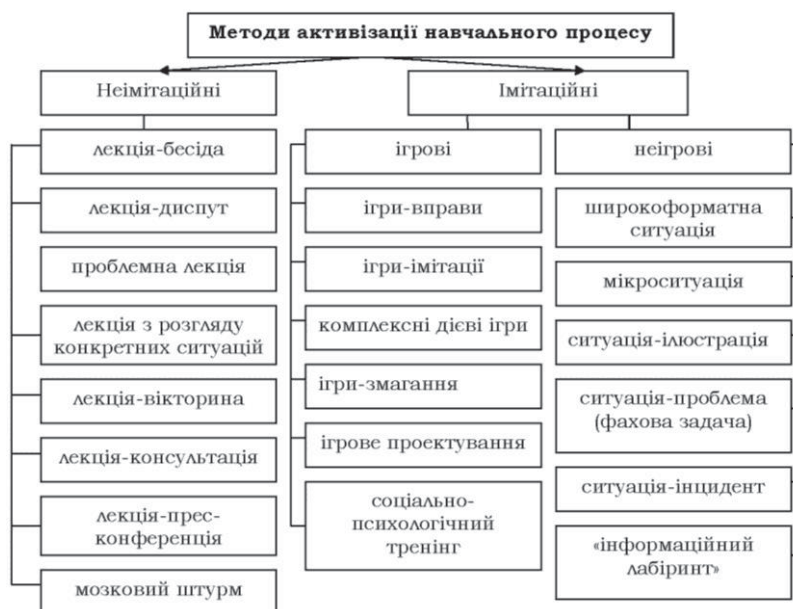 Методи активізації навчального процесу
Неімітаційні
Імітаційні
лекція-бесіда
лекція-диспут
проблемна лекція
лекція з розгляду
конкретних ситуацій
лекція-вікторина
лекція-консультація
лекція-прес-
конференція
мозковий штурм
ігрові
ігри-вправи
ігри-імітації
комплексні дієві ігри
ігри-змагання
ігрове проектування
соціально-
психологічний
тренінг
неігрові
широкоформатна
ситуація
мікроситуація
ситуація-ілюстрація
ситуація-проблема
(фахова задача)
ситуація-інцидент
«інформаційний
лабіринт»